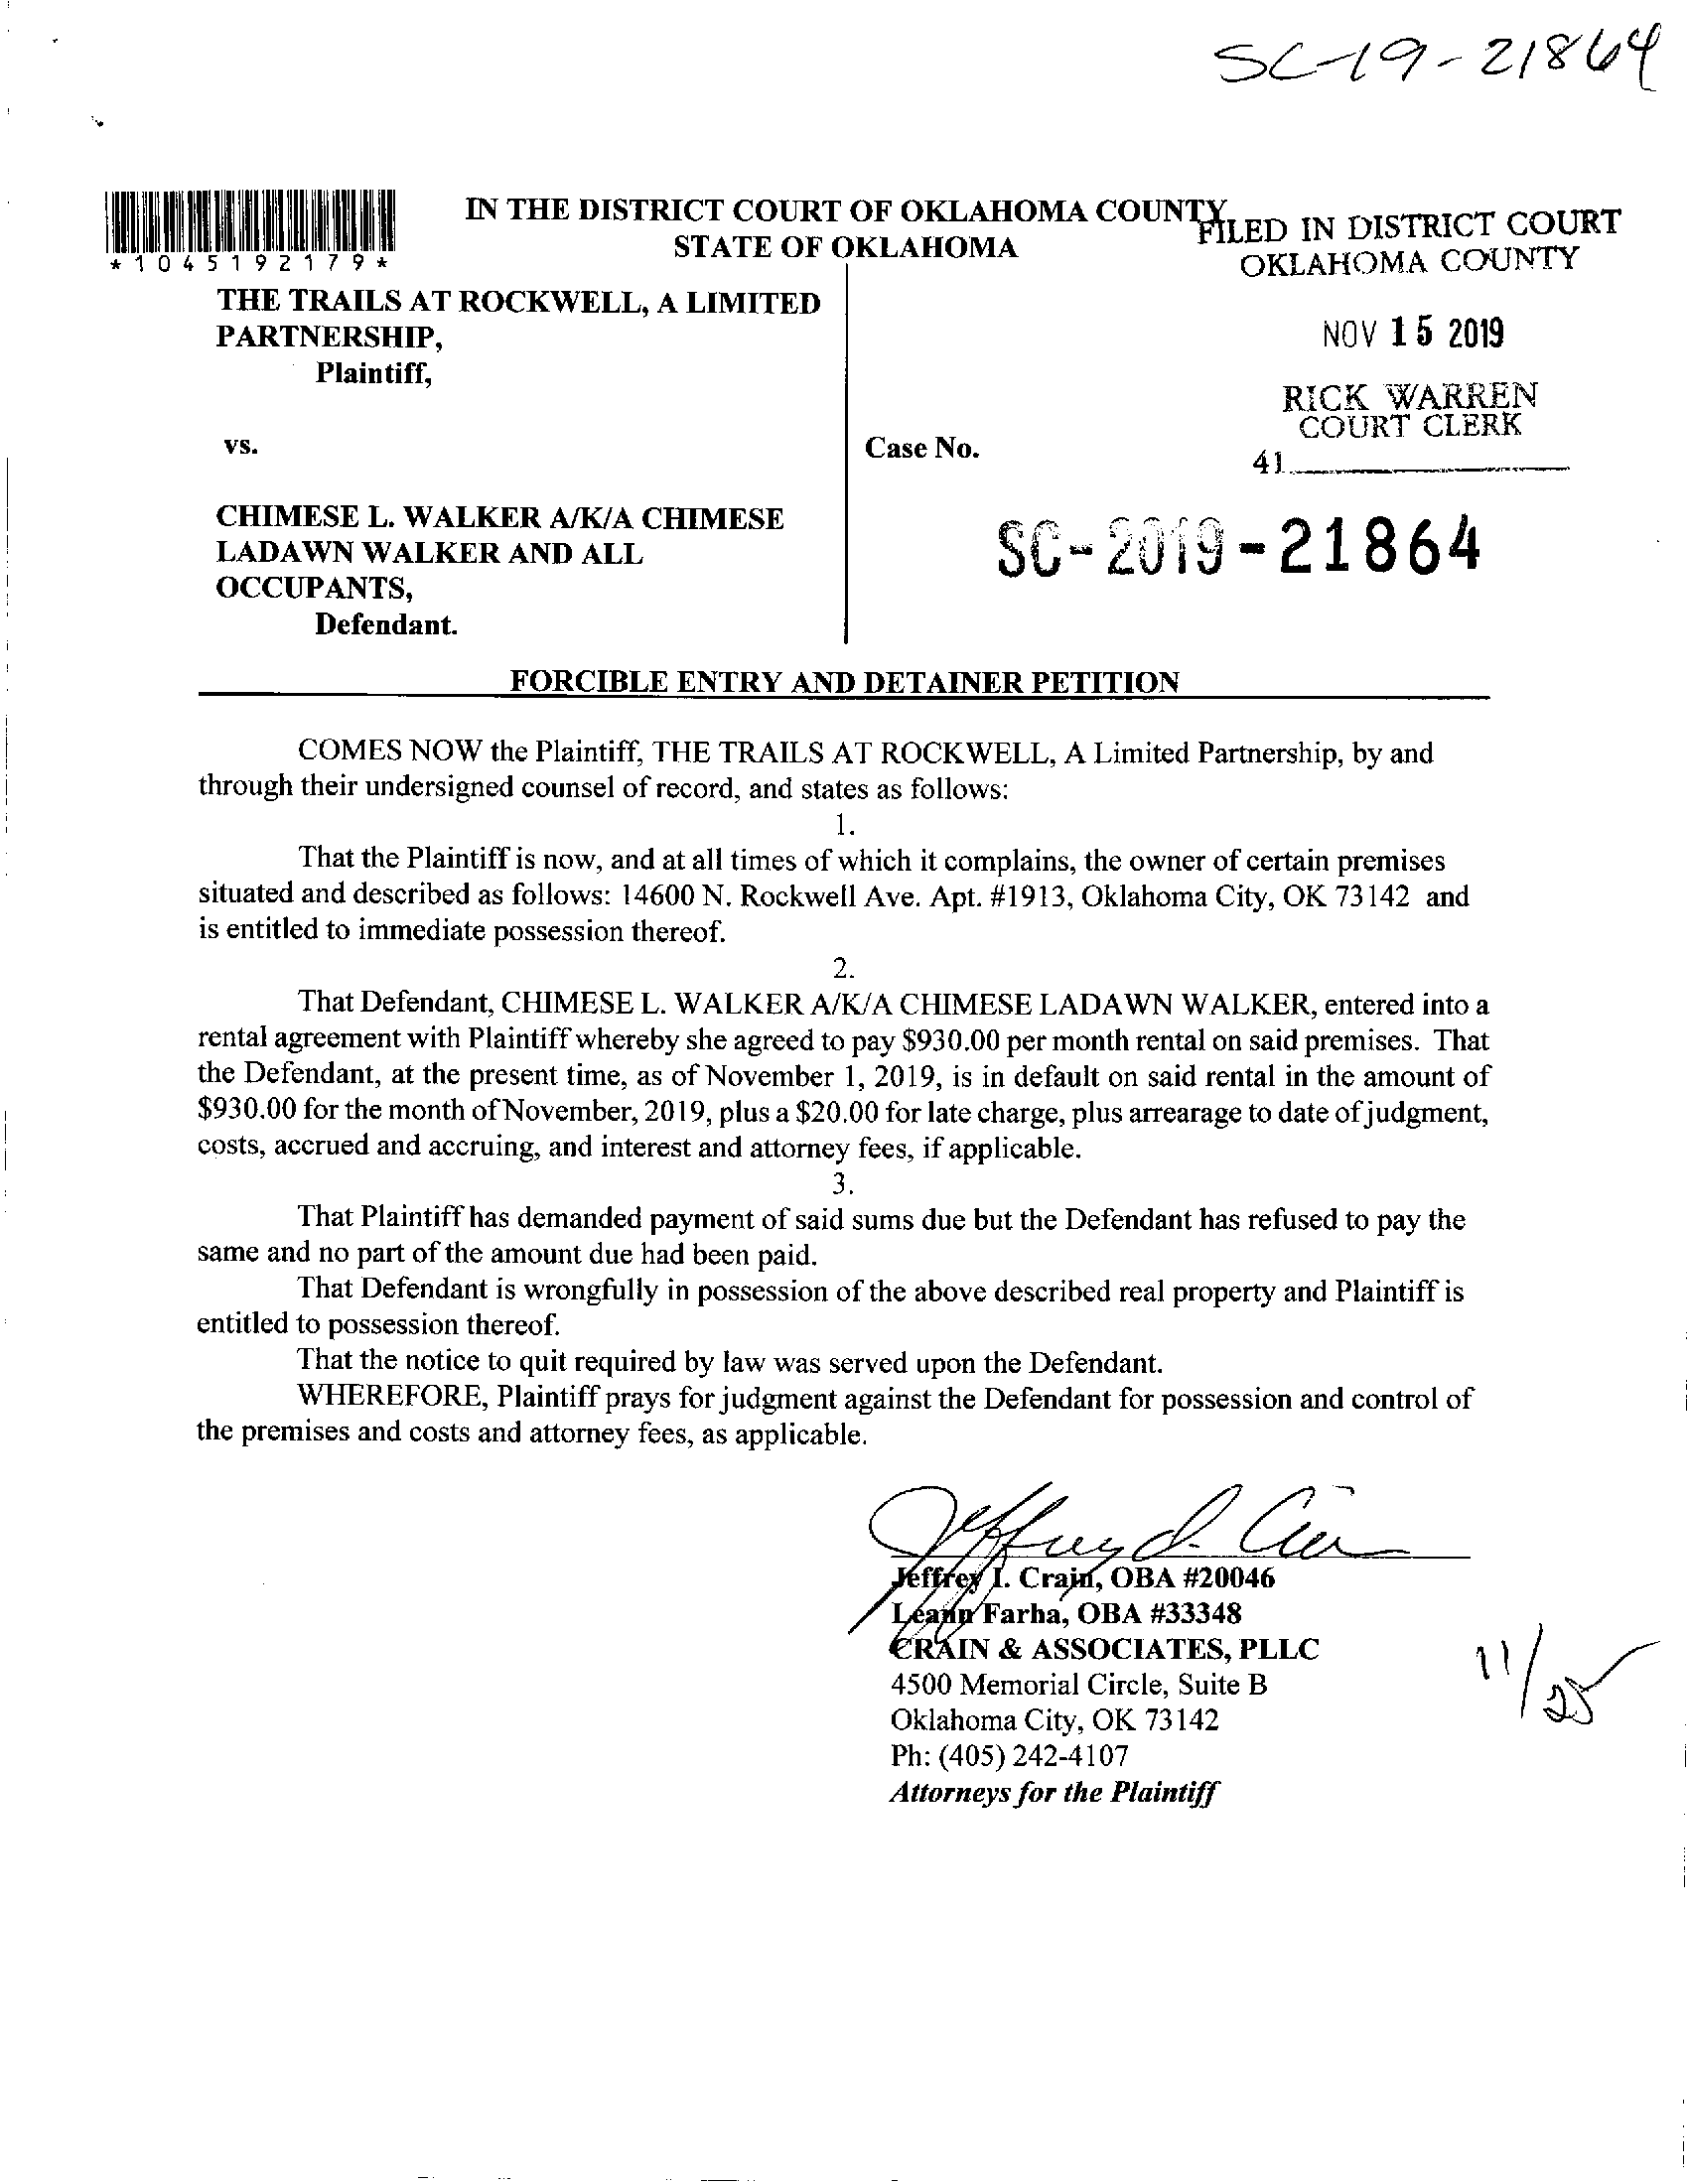 SC-19-21864
*1045192179*
IN THE DISTRICT COURT OF OKLAHOMA COUNTY
STATE OF OKLAHOMA
FILED IN DISTRICT COURT
OKLAHOMA COUNTY
NOV 15 2019
RICK WARREN
COURT CLERK
41
THE TRAILS AT ROCKWELL, A LIMITED
PARTNERSHIP,
Plaintiff,
vs.
Case No.
SC-2019-21864
CHIMESE L. WALKER A/K/A CHIMESE
LADAWN WALKER AND ALL
OCCUPANTS,
Defendant.
FORCIBLE ENTRY AND DETAINER PETITION
COMES NOW the Plaintiff, THE TRAILS AT ROCKWELL, A Limited Partnership, by and
through their undersigned counsel of record, and states as follows:
1.
That the Plaintiff is now, and at all times of which it complains, the owner of certain premises
situated and described as follows: 14600 N. Rockwell Ave. Apt. #1913, Oklahoma City, OK 73142 and
is entitled to immediate possession thereof.
2.
That Defendant, CHIMESE L. WALKER A/K/A CHIMESE LADAWN WALKER, entered into a
rental agreement with Plaintiff whereby she agreed to pay $930.00 per month rental on said premises. That
the Defendant, at the present time, as of November 1, 2019, is in default on said rental in the amount of
$930.00 for the month of November, 2019, plus a $20.00 for late charge, plus arrearage to date of judgment,
costs, accrued and accruing, and interest and attorney fees, if applicable.
3.
That Plaintiff has demanded payment of said sums due but the Defendant has refused to pay the
same and no part of the amount due had been paid.
That Defendant is wrongfully in possession of the above described real property and Plaintiff is
entitled to possession thereof.
That the notice to quit required by law was served upon the Defendant.
WHEREFORE, Plaintiff prays for judgment against the Defendant for possession and control of
the premises and costs and attorney fees, as applicable.
Jeffrey I. Crain, OBA #20046
Leann Farha, OBA #33348
CRAIN & ASSOCIATES, PLLC
4500 Memorial Circle, Suite B
Oklahoma City, OK 73142
Ph: (405) 242-4107
Attorneys for the Plaintiff
11/25